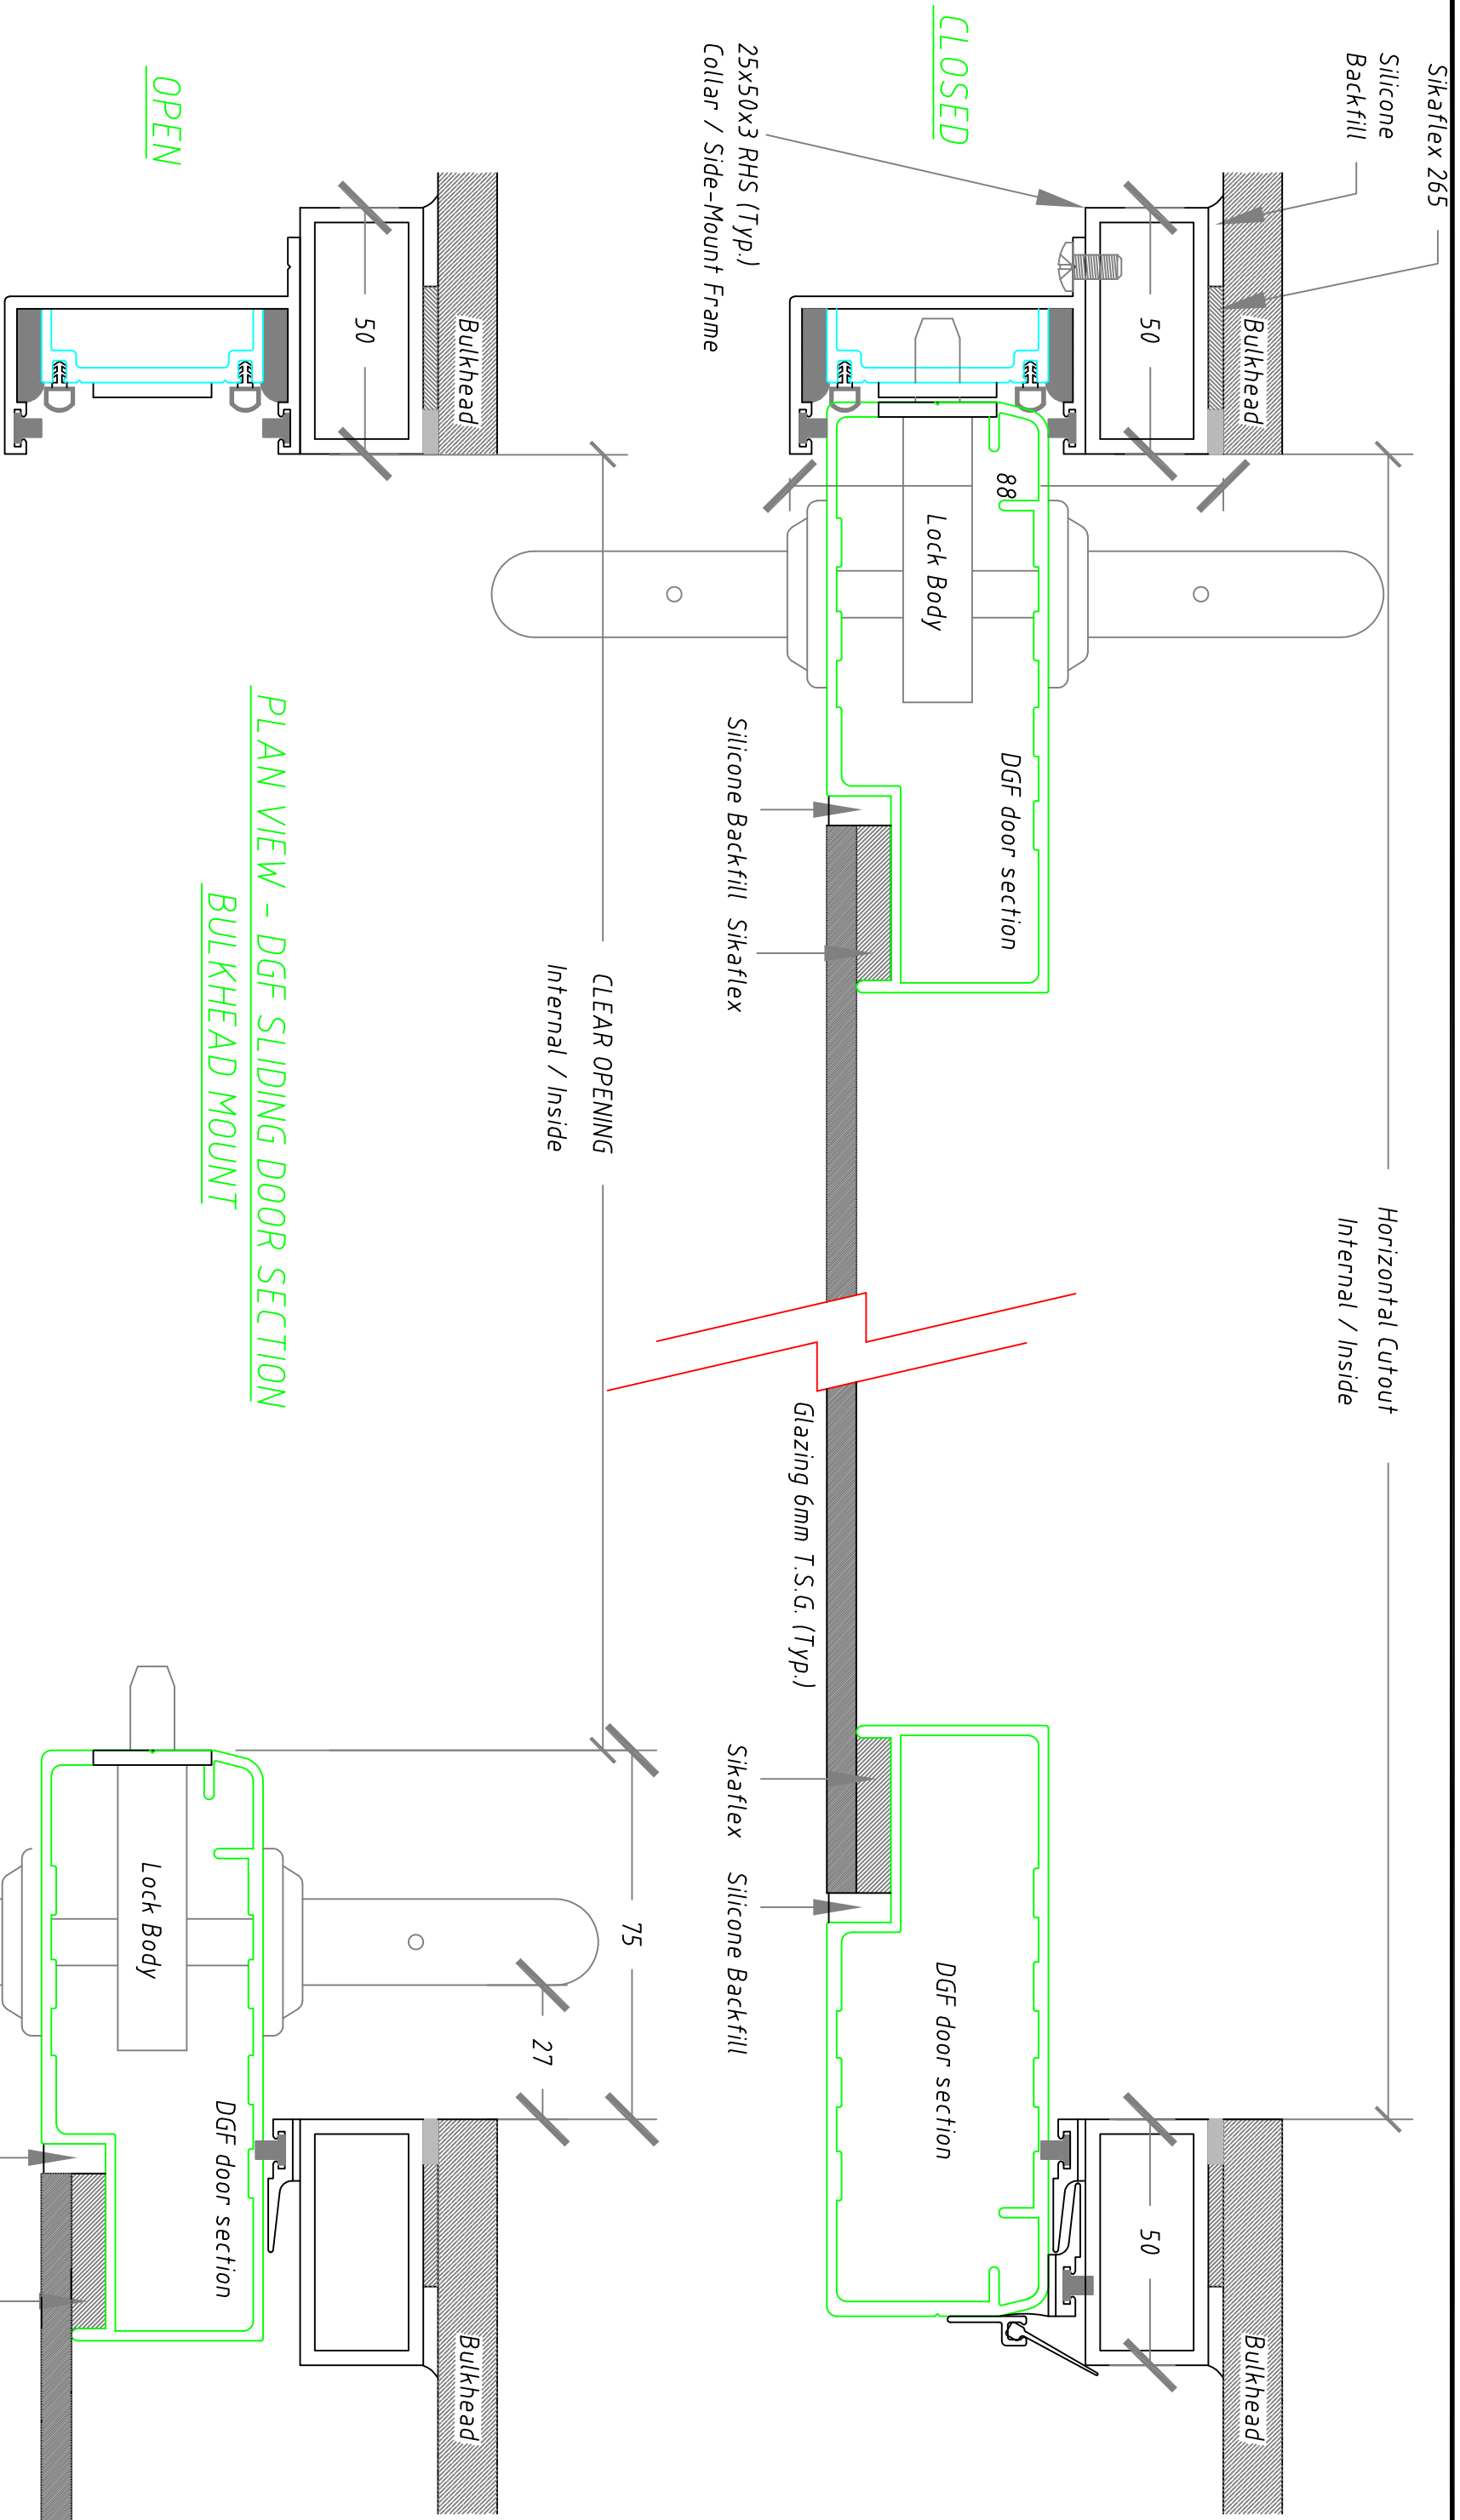 Sikaflex 265
Silicone
Backfill
Bulkhead
Bulkhead
50
50
Horizontal Cutout
Internal / Inside
CLOSED
25x50x3 RHS (Typ.)
Collar / Side-Mount Frame
88
Lock Body
DGF door section
DGF door section
Glazing 6mm T.S.G. (Typ.)
Silicone Backfill
Sikaflex
Sikaflex
Silicone Backfill
CLEAR OPENING
Internal / Inside
75
27
Bulkhead
Bulkhead
50
OPEN
Lock Body
DGF door section
PLAN VIEW - DGF SLIDING DOOR SECTION
BULKHEAD MOUNT